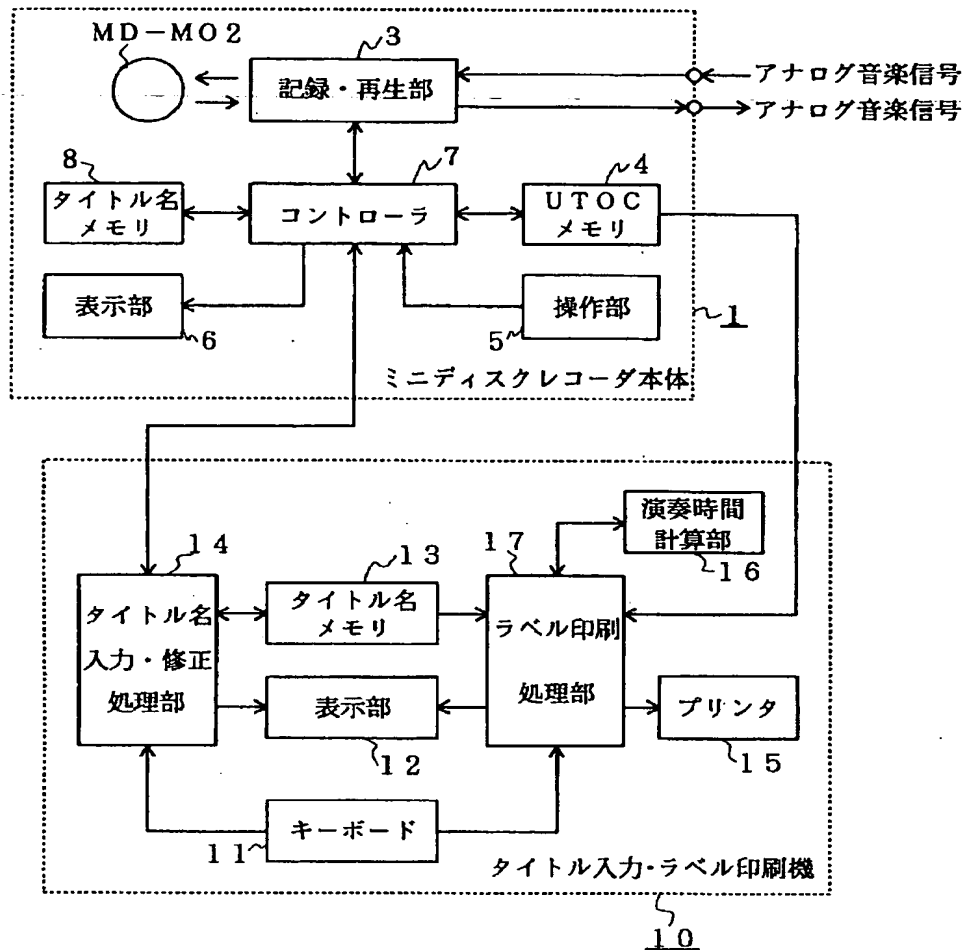 MD-MO2
3
記録・再生部
アナログ音楽信号
アナログ音楽信号
8
タイトル名
メモリ
7
コントローラ
4
UTOC
メモリ
表示部
6
操作部
5
1
ミニディスクレコーダ本体
14
タイトル名
入力・修正
処理部
13
タイトル名
メモリ
17
ラベル印刷
処理部
演奏時間
計算部
16
表示部
12
プリンタ
15
キーボード
11
タイトル入力・ラベル印刷機
10